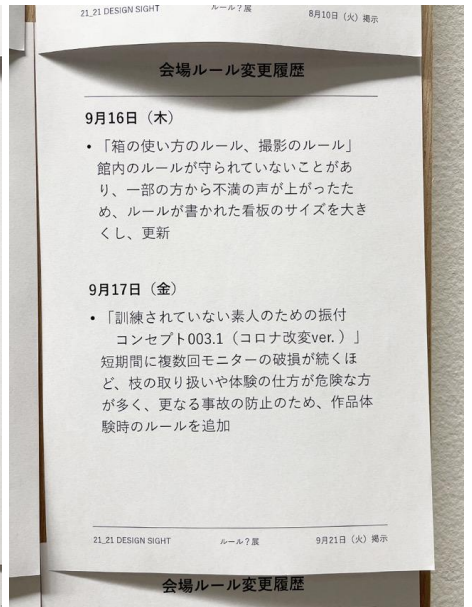 21_21 DESIGN SIGHT ルール？展 8月10日（火）掲示
会場ルール変更履歴
9月16日（木）
•「箱の使い方のルール、撮影のルール」
館内のルールが守られていないことがあ
り、一部の方から不満の声が上がったた
め、ルールが書かれた看板のサイズを大き
くし、更新
9月17日（金）
•「訓練されていない素人のための振付
コンセプト003.1（コロナ改変ver. ）」
短期間に複数回モニターの破損が続くほ
ど、枝の取り扱いや体験の仕方が危険な方
が多く、更なる事故の防止のため、作品体
験時のルールを追加
21_21 DESIGN SIGHT ルール？展 9月21日（火）掲示
会場ルール変更履歴